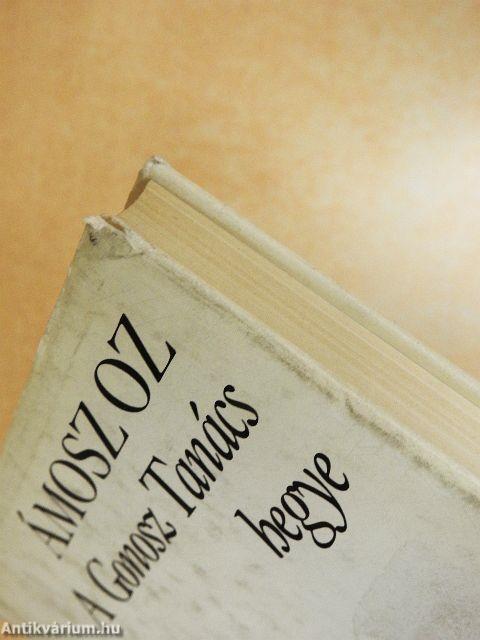 ÁMOSZ OZ
A Gonosz Tanács
hegye
Antikvárium.hu